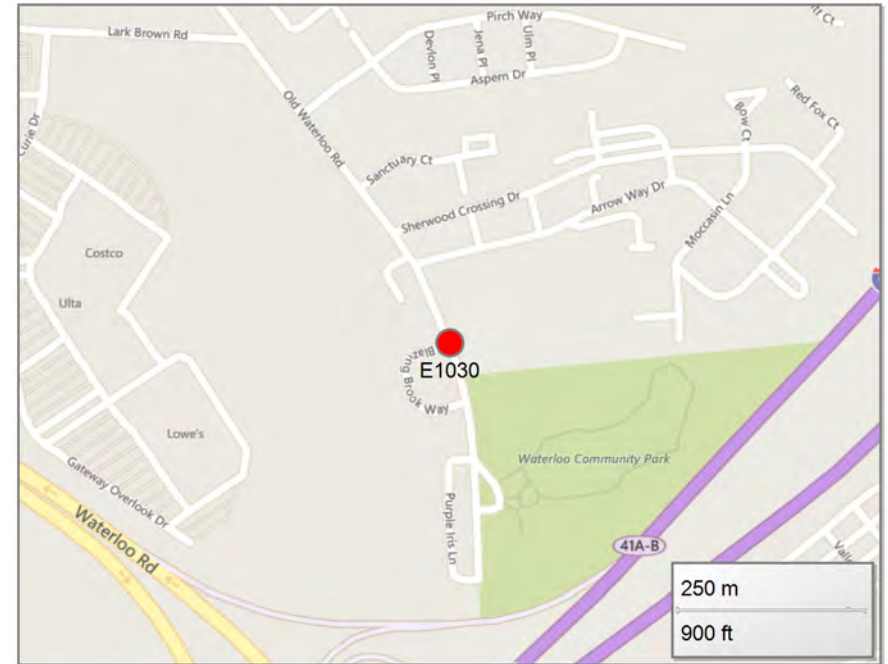 Pirch Way
Lark Brown Rd
Devlon Pl
Jena Pl
Ulm Pl
Aspern Dr
Old Waterloo Rd
Bow Ct
Red Fox Ct
Curie Dr
Sanctuary Ct
Sherwood Crossing Dr
Arrow Way Dr
Moccasin Ln
Costco
Ulta
Blazing Brook Way
E1030
Lowe's
Waterloo Community Park
Gateway Overlook Dr
Purple Iris Ln
Waterloo Rd
41A-B
250 m
900 ft